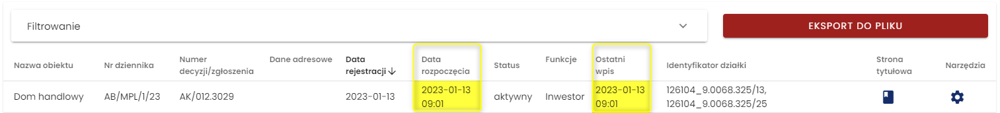 Filtrowanie
EKSPORT DO PLIKU
Nazwa obiektu
Nr dziennika
Numer
decyzji/zgłoszenia
Dane adresowe
Data
rejestracji ↓
Data
rozpoczęcia
Status
Funkcje
Ostatni
wpis
Identyfikator działki
Strona
tytułowa
Narzędzia
Dom handlowy
AB/MPL/1/23
AK/012.3029
2023-01-13
2023-01-13
09:01
aktywny
Inwestor
2023-01-13
09:01
126104_9.0068.325/13,
126104_9.0068.325/25